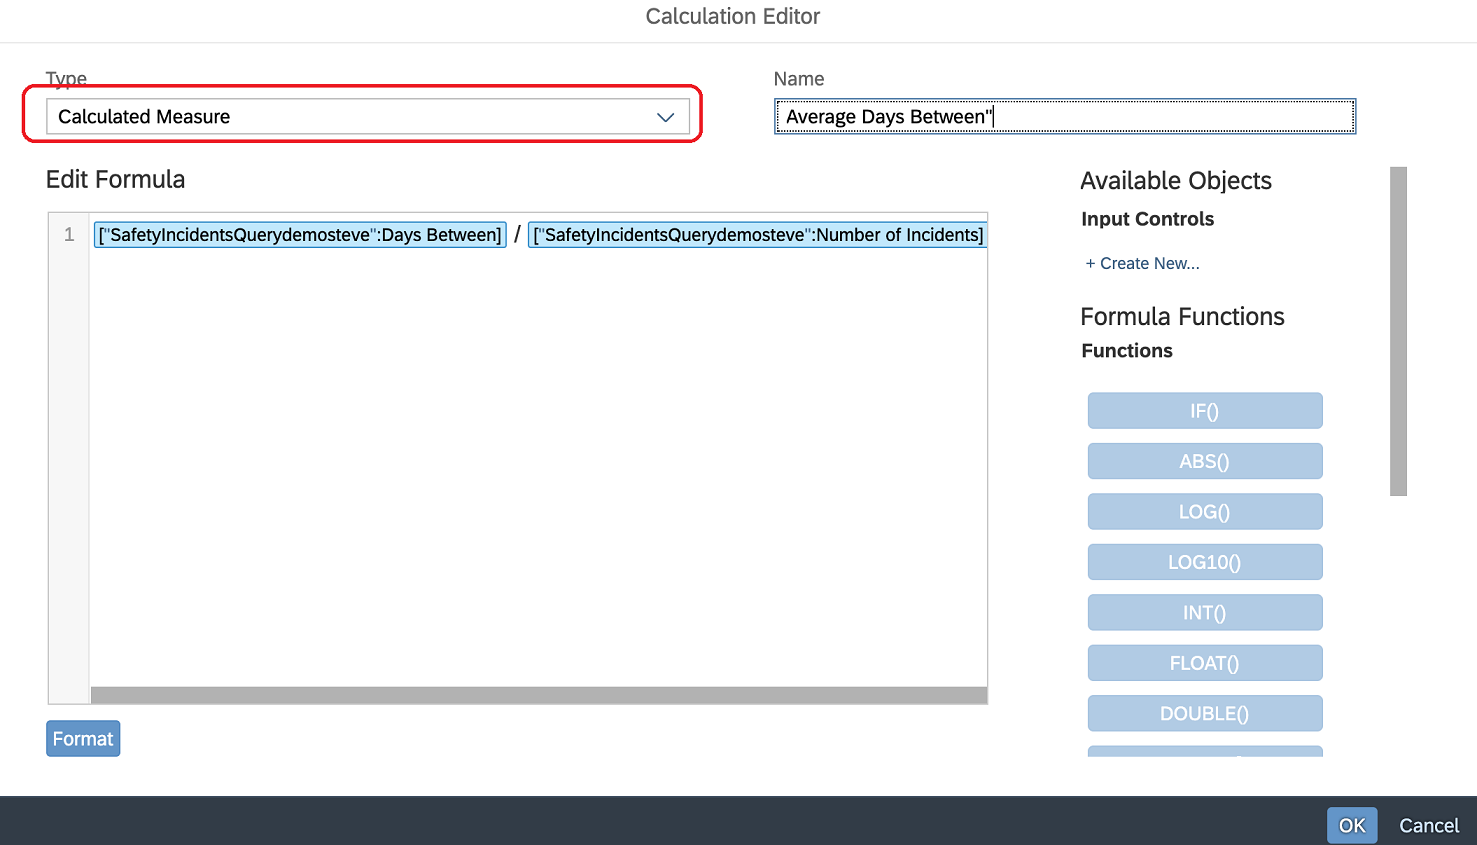 Calculation Editor
Type
Name
Calculated Measure
Average Days Between"
Edit Formula
1 ["SafetyIncidentsQuerydemosteve":Days Between] / ["SafetyIncidentsQuerydemosteve":Number of Incidents]
Available Objects
Input Controls
+ Create New...
Formula Functions
Functions
IF()
ABS()
LOG()
LOG10()
INT()
FLOAT()
DOUBLE()
Format
OK
Cancel